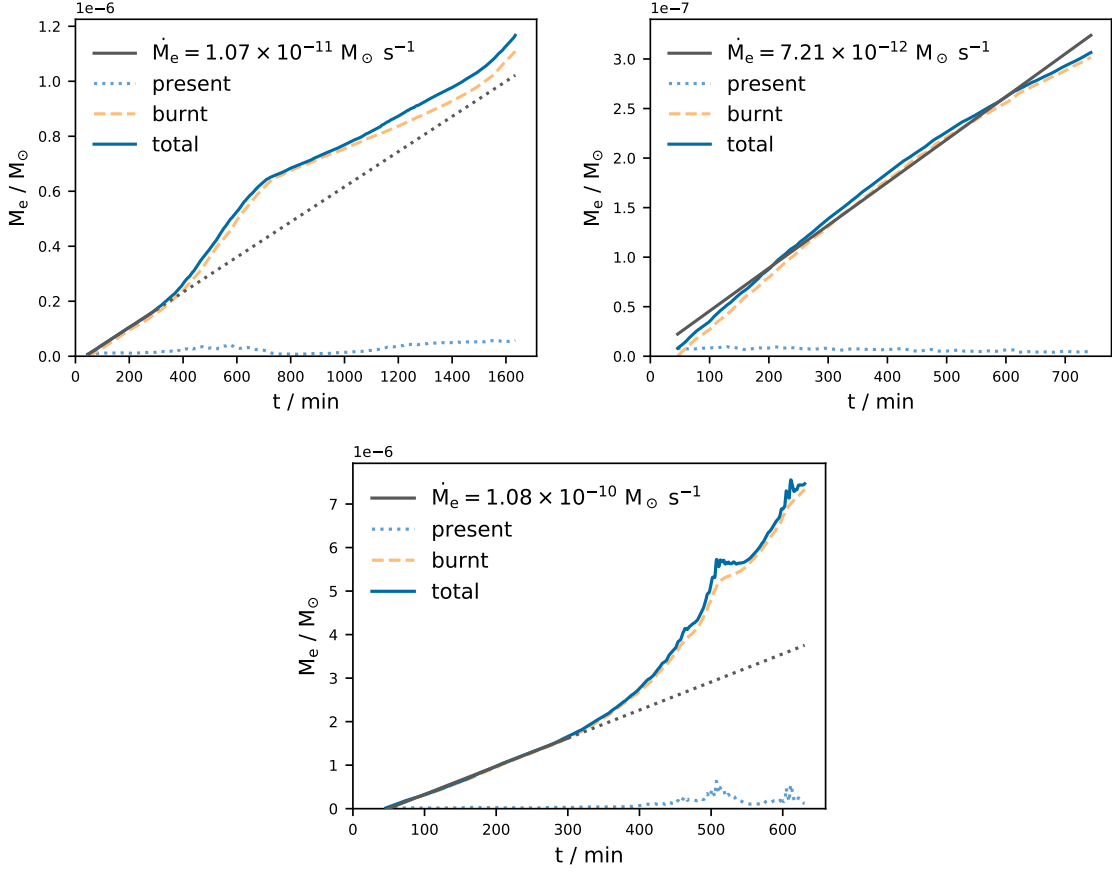 1e−6
Ṁₑ = 1.07 × 10⁻¹¹ M⊙ s⁻¹
present
burnt
total
1.2
1.0
0.8
0.6
0.4
0.2
0.0
Mₑ / M⊙
0 200 400 600 800 1000 1200 1400 1600
t / min
1e−7
Ṁₑ = 7.21 × 10⁻¹² M⊙ s⁻¹
present
burnt
total
3.0
2.5
2.0
1.5
1.0
0.5
0.0
Mₑ / M⊙
0 100 200 300 400 500 600 700
t / min
1e−6
Ṁₑ = 1.08 × 10⁻¹⁰ M⊙ s⁻¹
present
burnt
total
7
6
5
4
3
2
1
0
Mₑ / M⊙
0 100 200 300 400 500 600
t / min